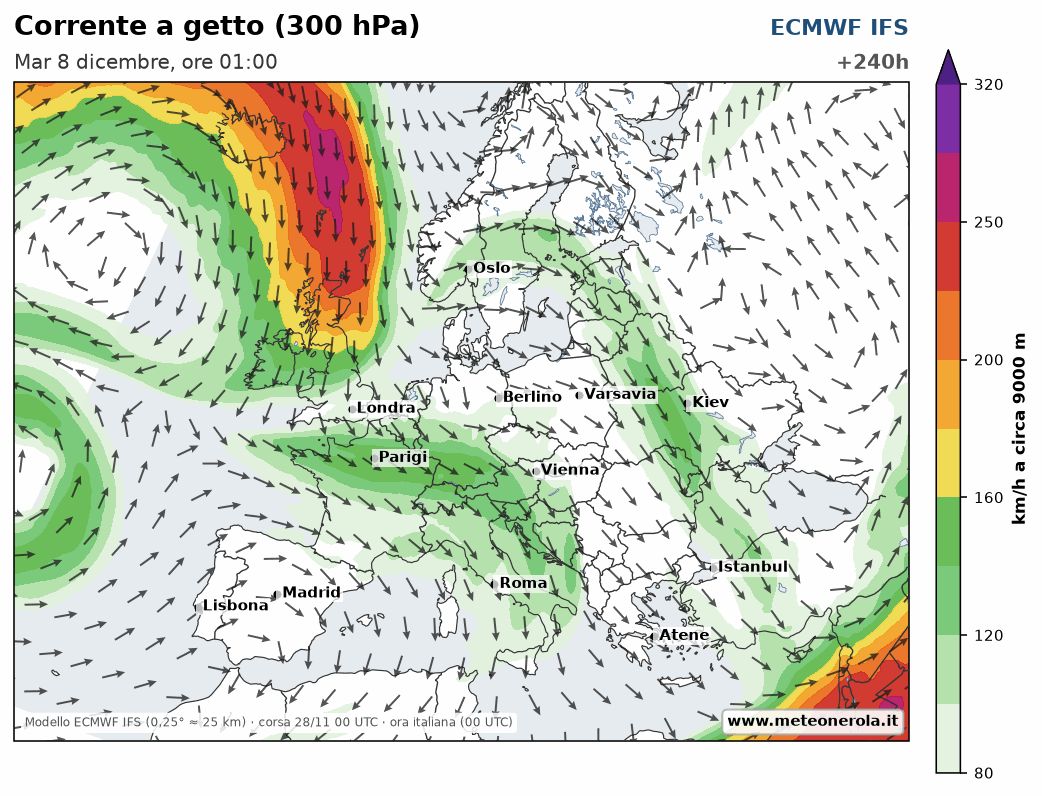 Corrente a getto (300 hPa)
ECMWF IFS
Mar 8 dicembre, ore 01:00
+240h
320
250
200
160
120
80
km/h a circa 9000 m
Oslo
Londra
Berlino
Varsavia
Kiev
Parigi
Vienna
Istanbul
Roma
Madrid
Lisbona
Atene
Modello ECMWF IFS (0,25° ≈ 25 km) · corsa 28/11 00 UTC · ora italiana (00 UTC)
www.meteonerola.it